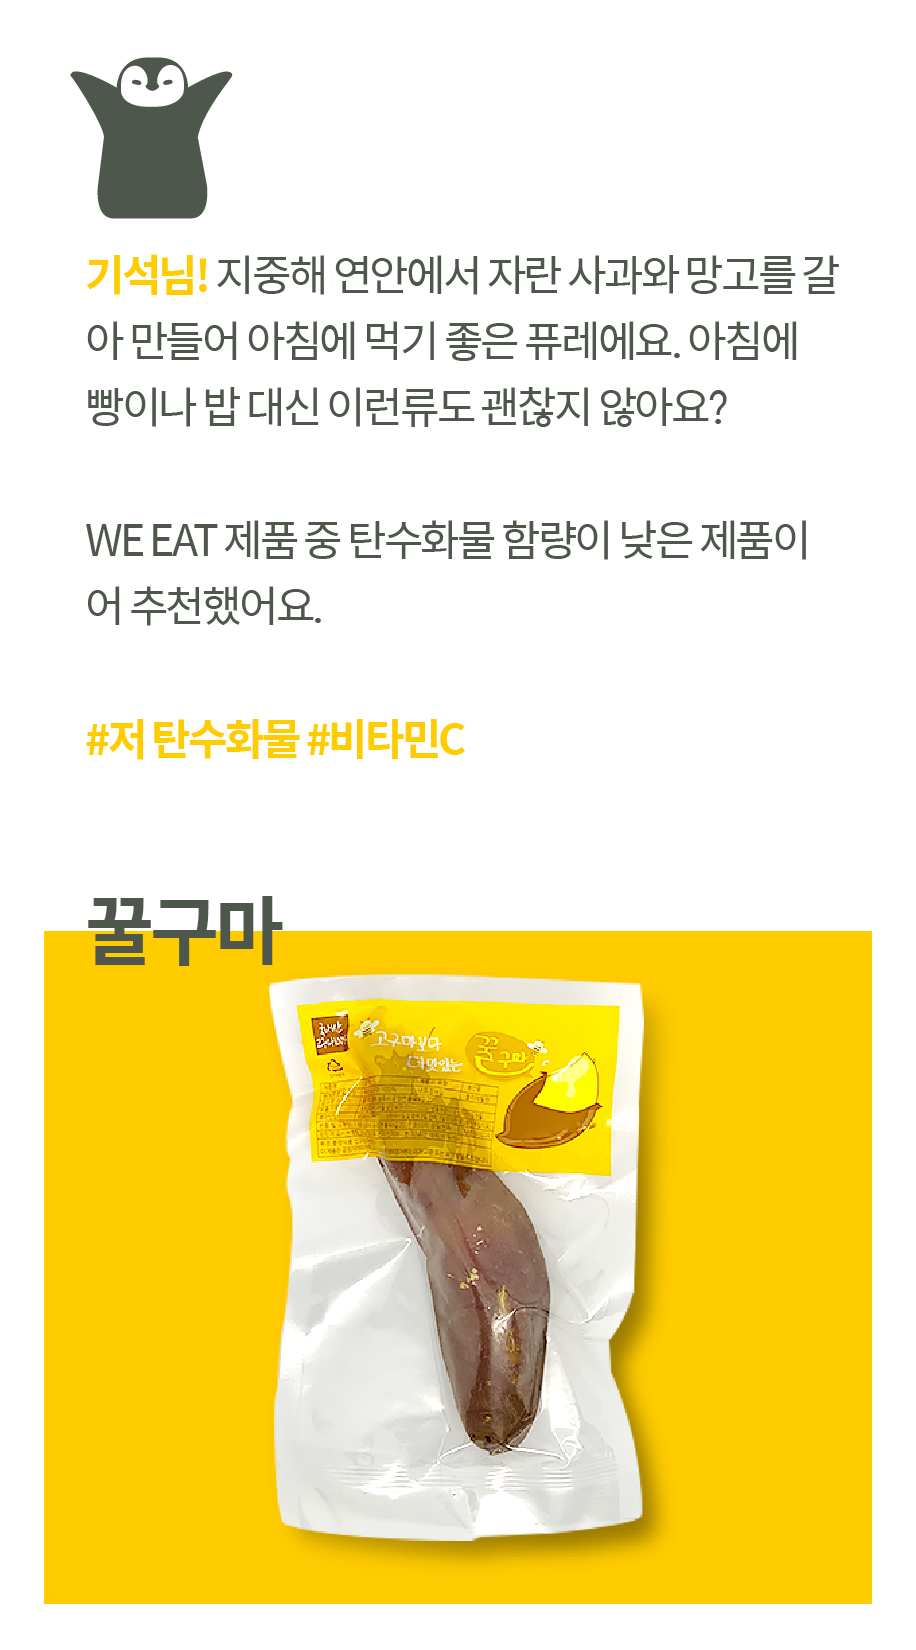 기석님! 지중해 연안에서 자란 사과와 망고를 갈
아 만들어 아침에 먹기 좋은 퓨레에요. 아침에
빵이나 밥 대신 이런류도 괜찮지 않아요?
WE EAT 제품 중 탄수화물 함량이 낮은 제품이
어 추천했어요.
#저 탄수화물 #비타민C
꿀구마
고구마보다
더 맛있는
꿀구마